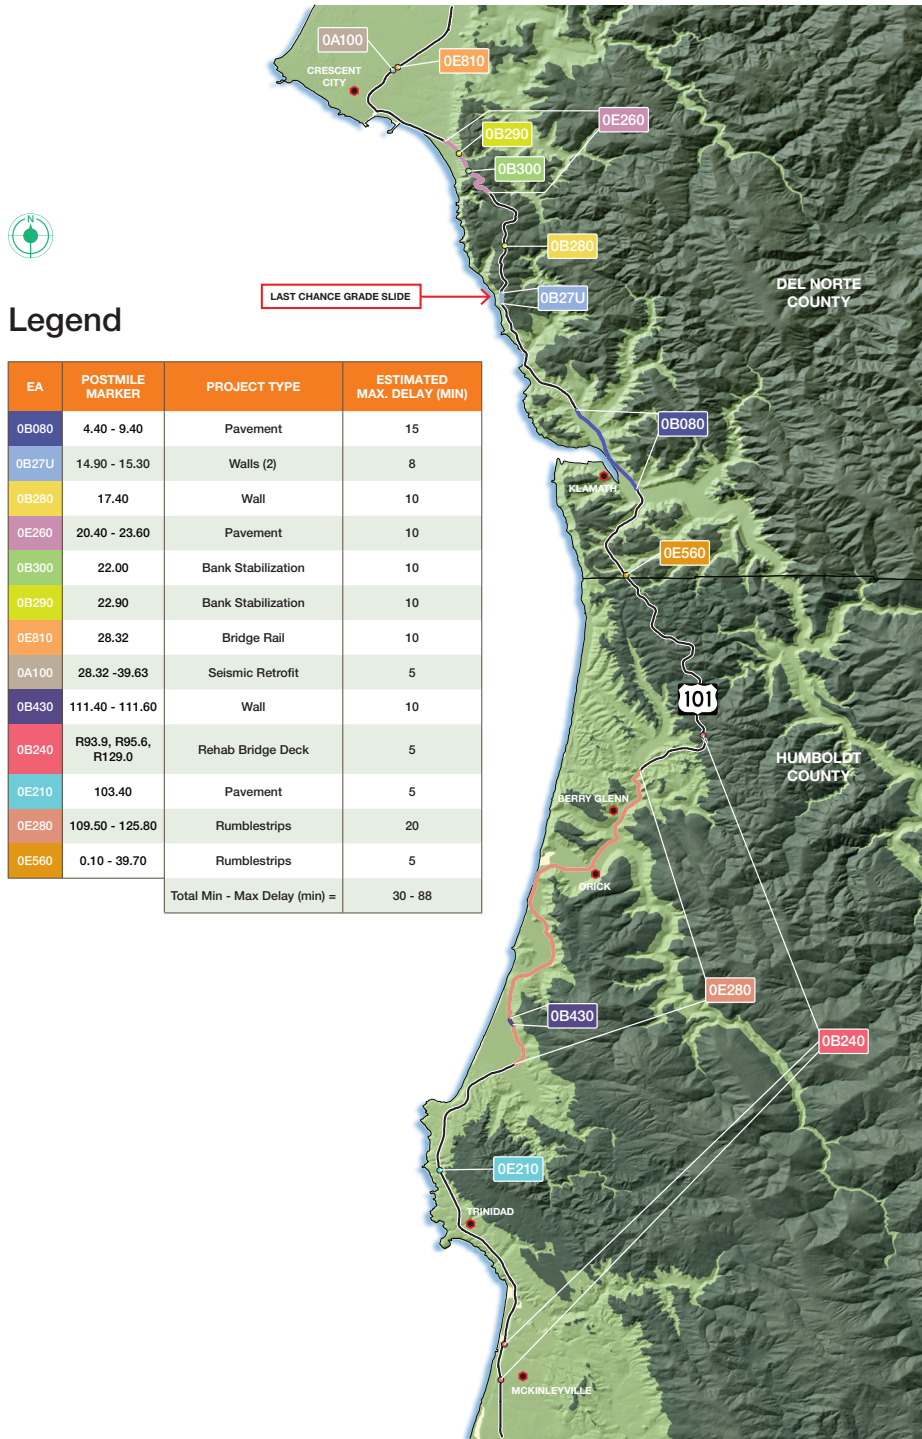 0A100
0E810
CRESCENT
CITY
0E260
0B290
0B300
N
0B280
DEL NORTE
COUNTY
LAST CHANCE GRADE SLIDE
0B27U
Legend
EA POSTMILE MARKER PROJECT TYPE ESTIMATED MAX. DELAY (MIN)
0B080 4.40 - 9.40 Pavement 15
0B27U 14.90 - 15.30 Walls (2) 8
0B280 17.40 Wall 10
0E260 20.40 - 23.60 Pavement 10
0B300 22.00 Bank Stabilization 10
0B290 22.90 Bank Stabilization 10
0E810 28.32 Bridge Rail 10
0A100 28.32 -39.63 Seismic Retrofit 5
0B430 111.40 - 111.60 Wall 10
0B240 R93.9, R95.6, R129.0 Rehab Bridge Deck 5
0E210 103.40 Pavement 5
0E280 109.50 - 125.80 Rumblestrips 20
0E560 0.10 - 39.70 Rumblestrips 5
Total Min - Max Delay (min) = 30 - 88
0B080
KLAMATH
0E560
101
HUMBOLDT
COUNTY
BERRY GLENN
ORICK
0E280
0B430
0B240
0E210
TRINIDAD
MCKINLEYVILLE